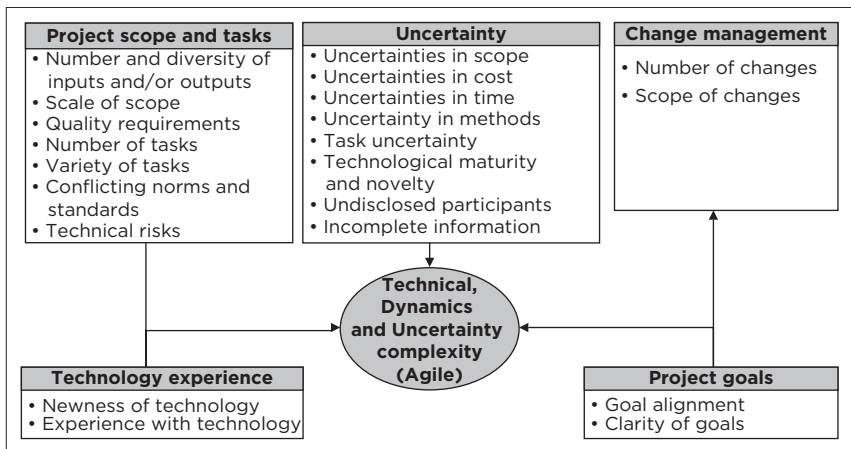 Project scope and tasks
• Number and diversity of
inputs and/or outputs
• Scale of scope
• Quality requirements
• Number of tasks
• Variety of tasks
• Conflicting norms and
standards
• Technical risks
Uncertainty
• Uncertainties in scope
• Uncertainties in cost
• Uncertainties in time
• Uncertainty in methods
• Task uncertainty
• Technological maturity
and novelty
• Undisclosed participants
• Incomplete information
Change management
• Number of changes
• Scope of changes
Technical,
Dynamics
and Uncertainty
complexity
(Agile)
Technology experience
• Newness of technology
• Experience with technology
Project goals
• Goal alignment
• Clarity of goals